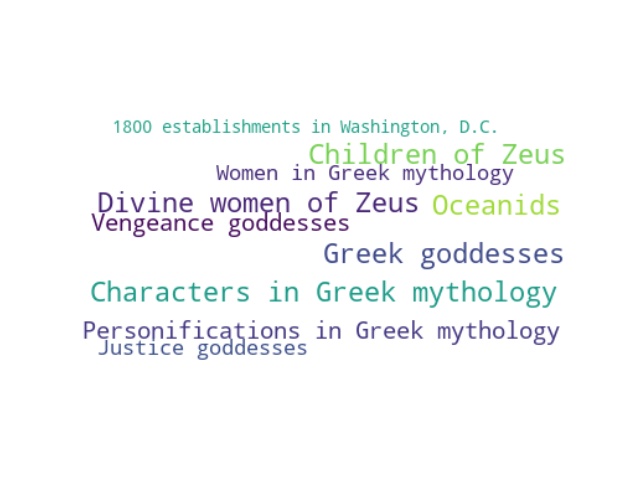 1800 establishments in Washington, D.C.
Children of Zeus
Women in Greek mythology
Divine women of Zeus
Oceanids
Vengeance goddesses
Greek goddesses
Characters in Greek mythology
Personifications in Greek mythology
Justice goddesses